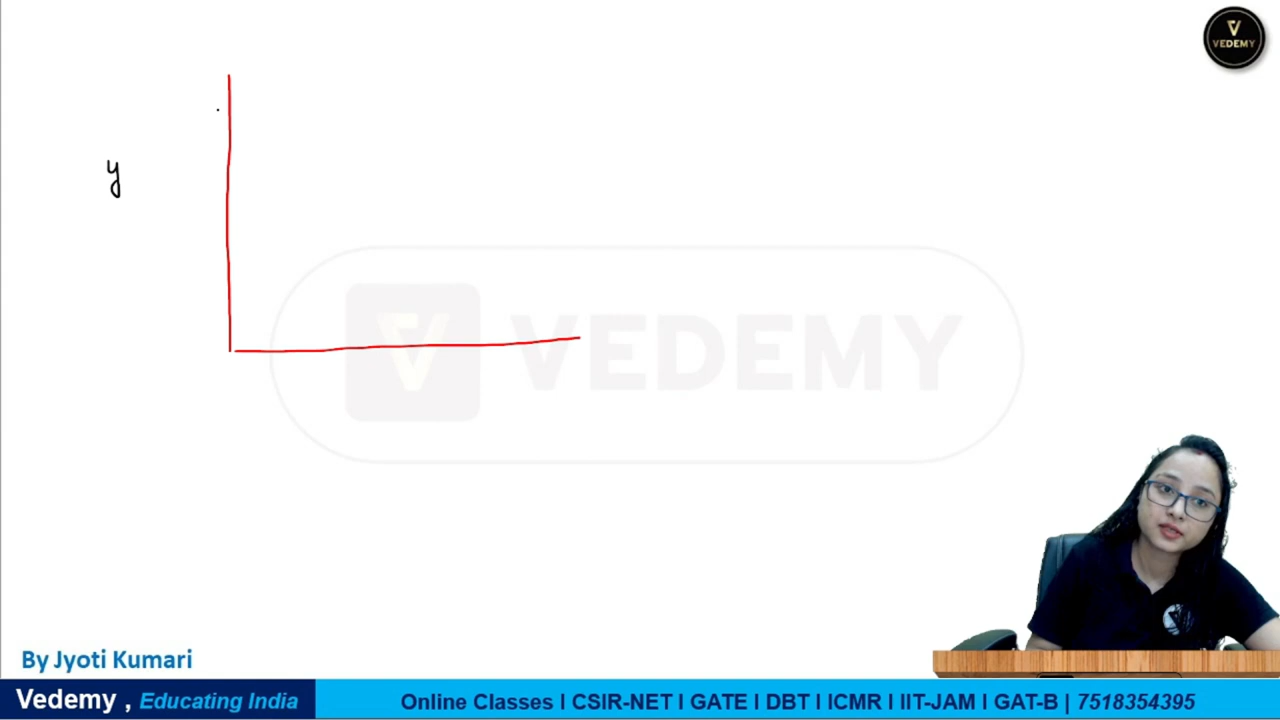 VEDEMY
y
VEDEMY
By Jyoti Kumari
Vedemy , Educating India
Online Classes I CSIR-NET I GATE I DBT I ICMR I IIT-JAM I GAT-B | 7518354395